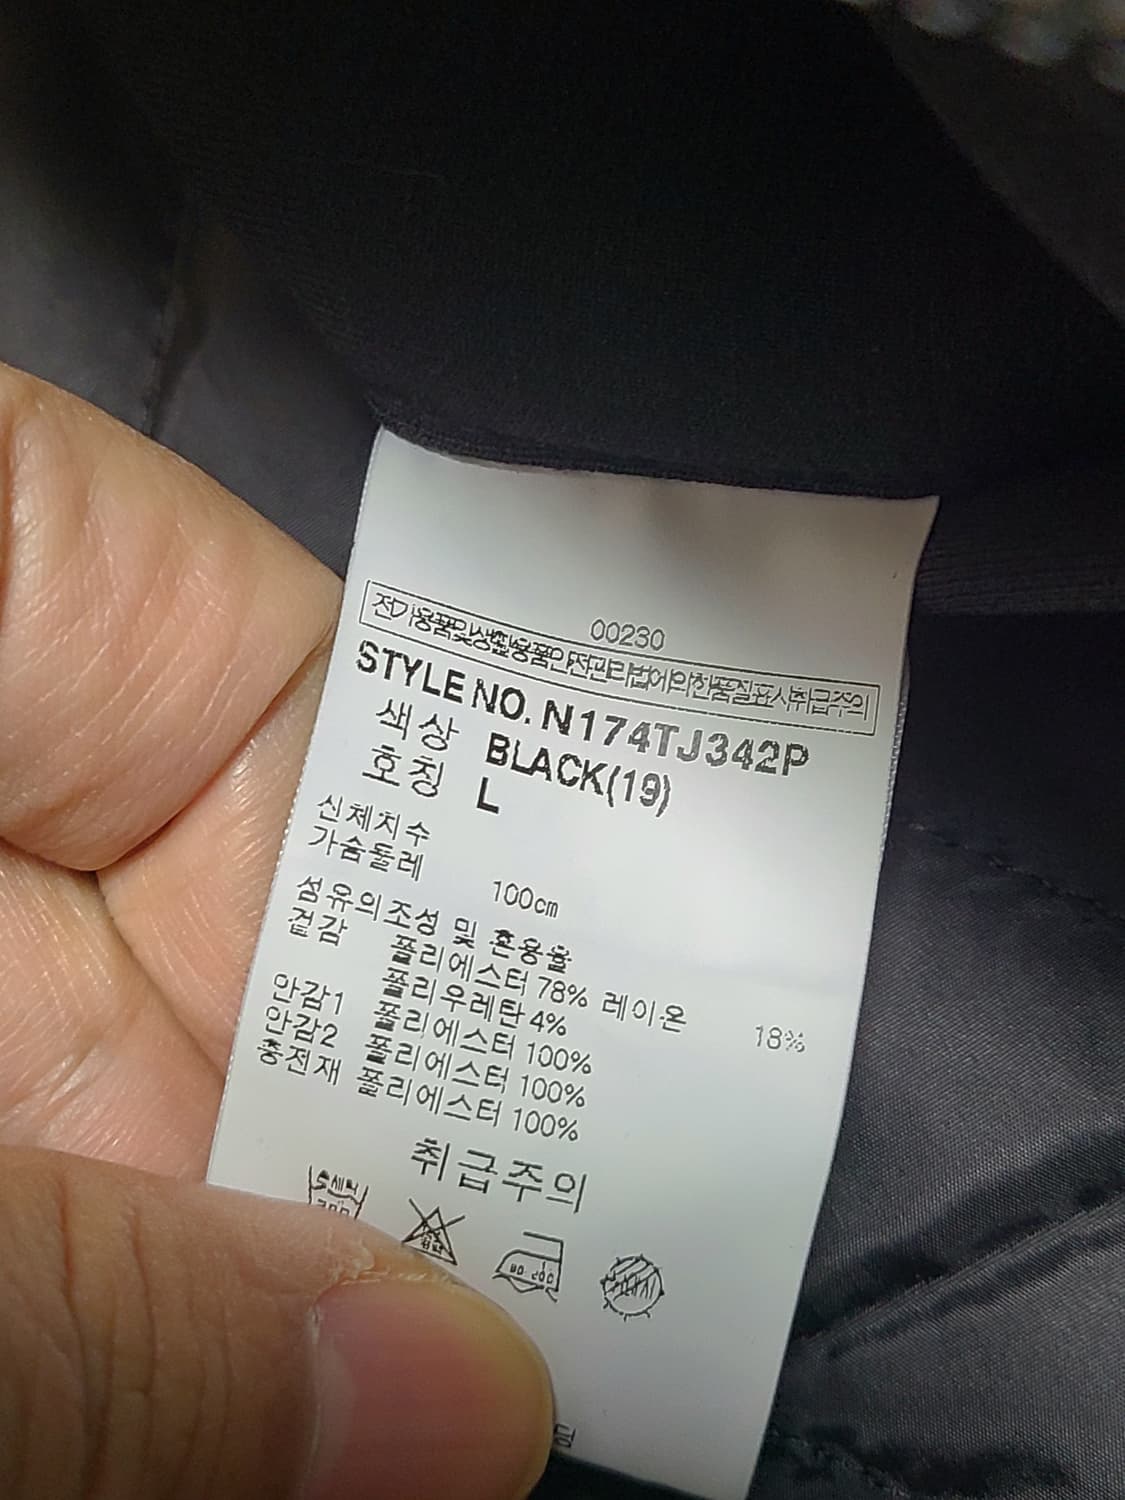 00230
전기용품및생활용품안전관리법에의한품질표시취급주의
STYLE NO. N174TJ342P
색상 BLACK(19)
호칭 L
신체치수
가슴둘레 100cm
섬유의 조성 및 혼용율
겉감 폴리에스터 78% 레이온 18%
폴리우레탄 4%
안감1 폴리에스터 100%
안감2 폴리에스터 100%
충전재 폴리에스터 100%
취급주의